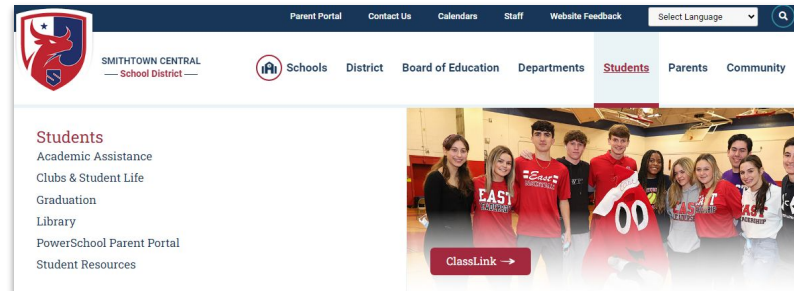 Parent Portal Contact Us Calendars Staff Website Feedback Select Language
SMITHTOWN CENTRAL
School District
Schools District Board of Education Departments Students Parents Community
Students
Academic Assistance
Clubs & Student Life
Graduation
Library
PowerSchool Parent Portal
Student Resources
East
EAST
EAST
ClassLink →
S